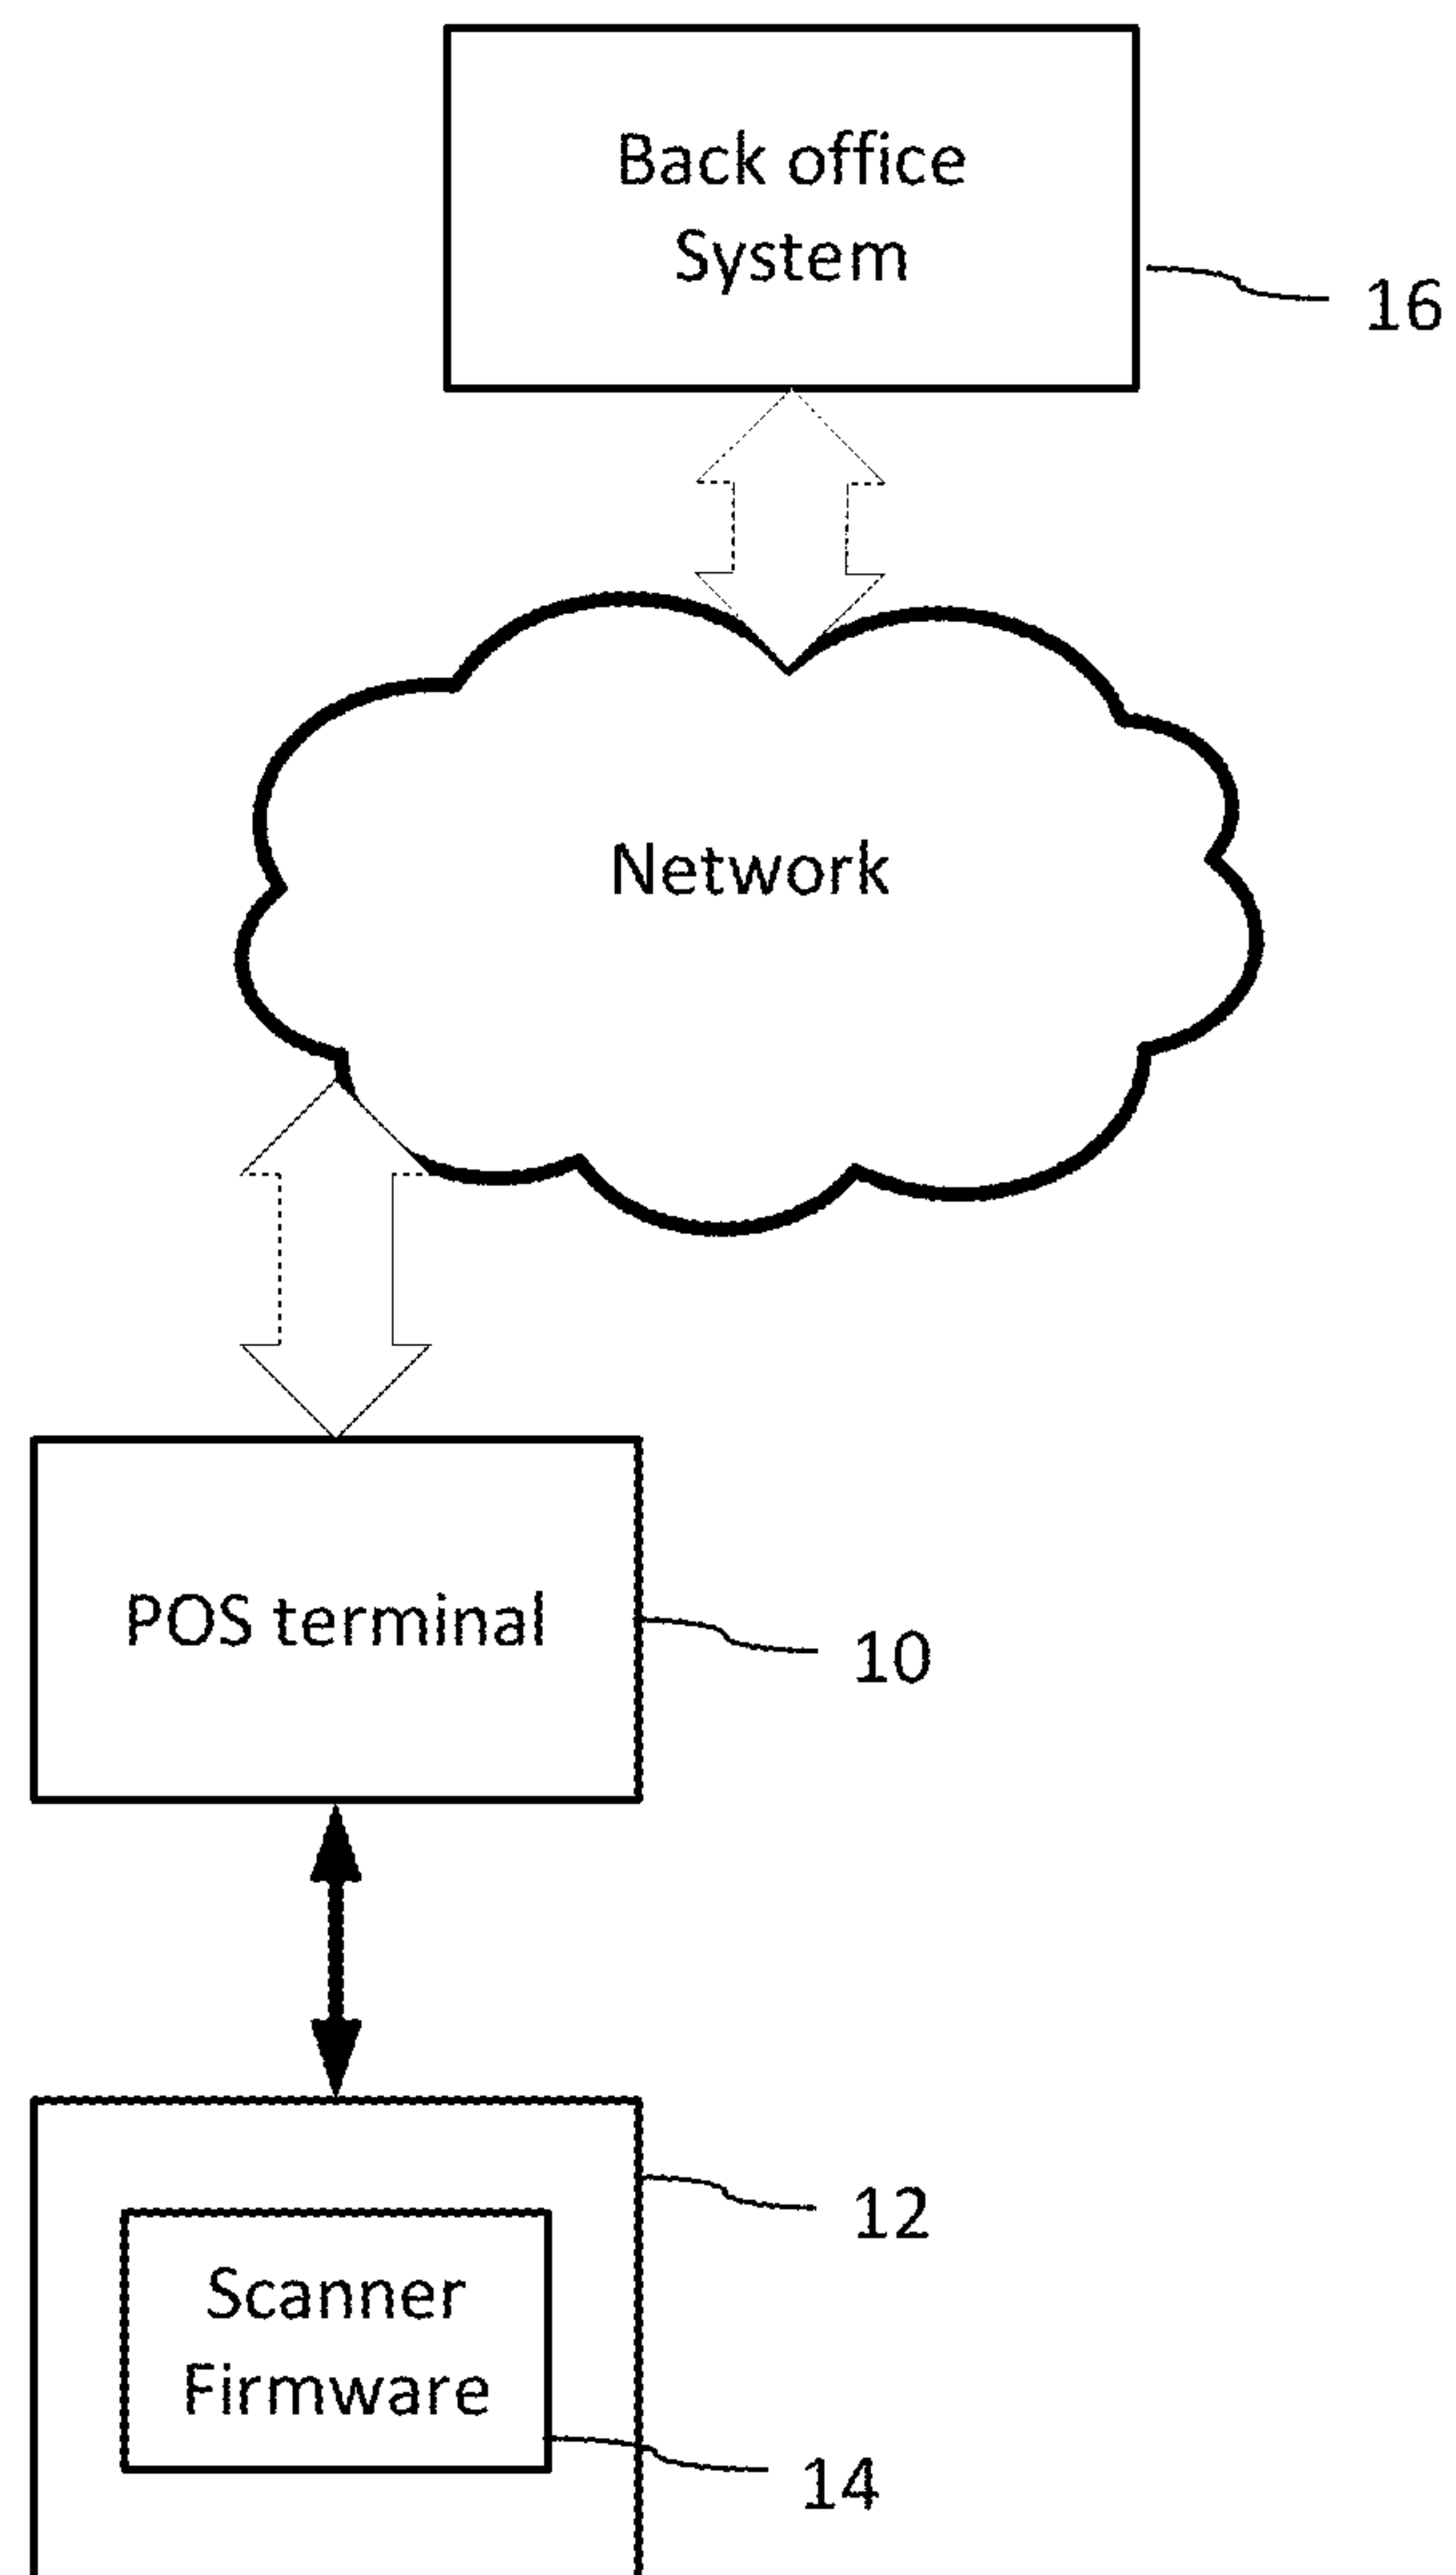 Back office
System
16
Network
POS terminal
10
12
Scanner
Firmware
14